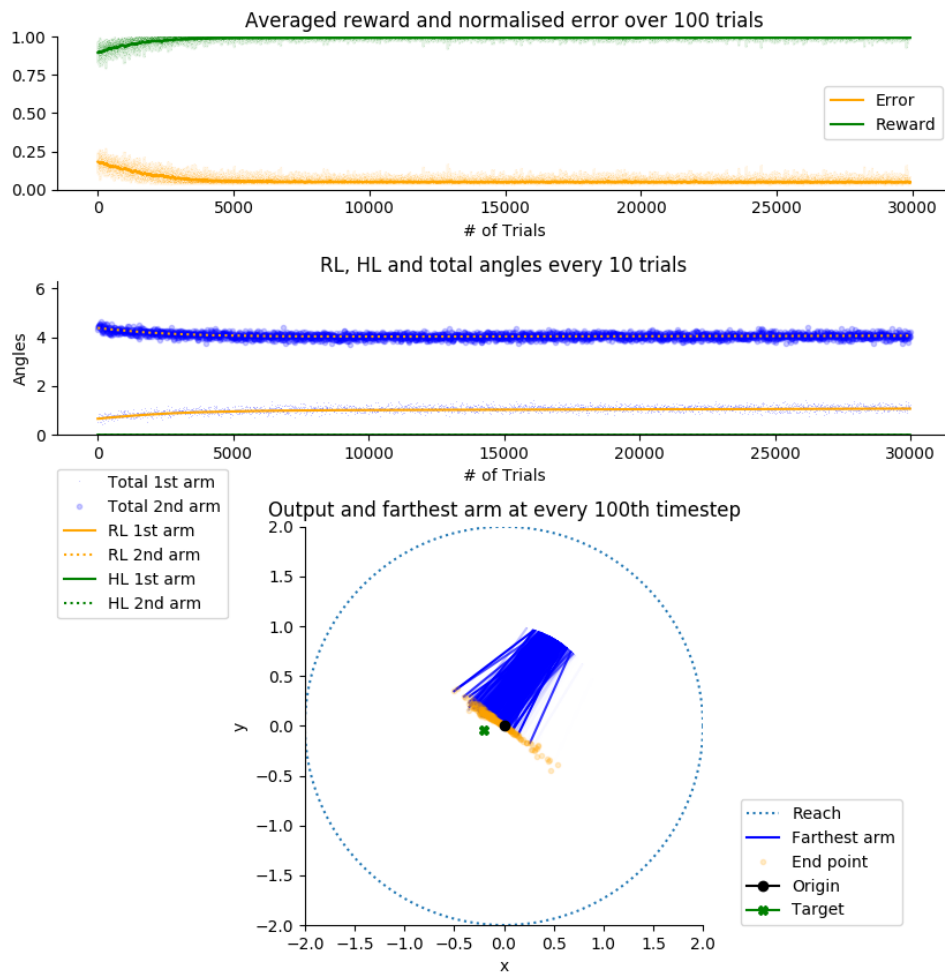 Averaged reward and normalised error over 100 trials
1.00
0.75
0.50
0.25
0.00
Error
Reward
0 5000 10000 15000 20000 25000 30000
# of Trials
RL, HL and total angles every 10 trials
6
4
2
0
Angles
0 5000 10000 15000 20000 25000 30000
# of Trials
Total 1st arm
Total 2nd arm
RL 1st arm
RL 2nd arm
HL 1st arm
HL 2nd arm
Output and farthest arm at every 100th timestep
2.0
1.5
1.0
0.5
0.0
−0.5
−1.0
−1.5
−2.0
y
−2.0 −1.5 −1.0 −0.5 0.0 0.5 1.0 1.5 2.0
x
Reach
Farthest arm
End point
Origin
Target